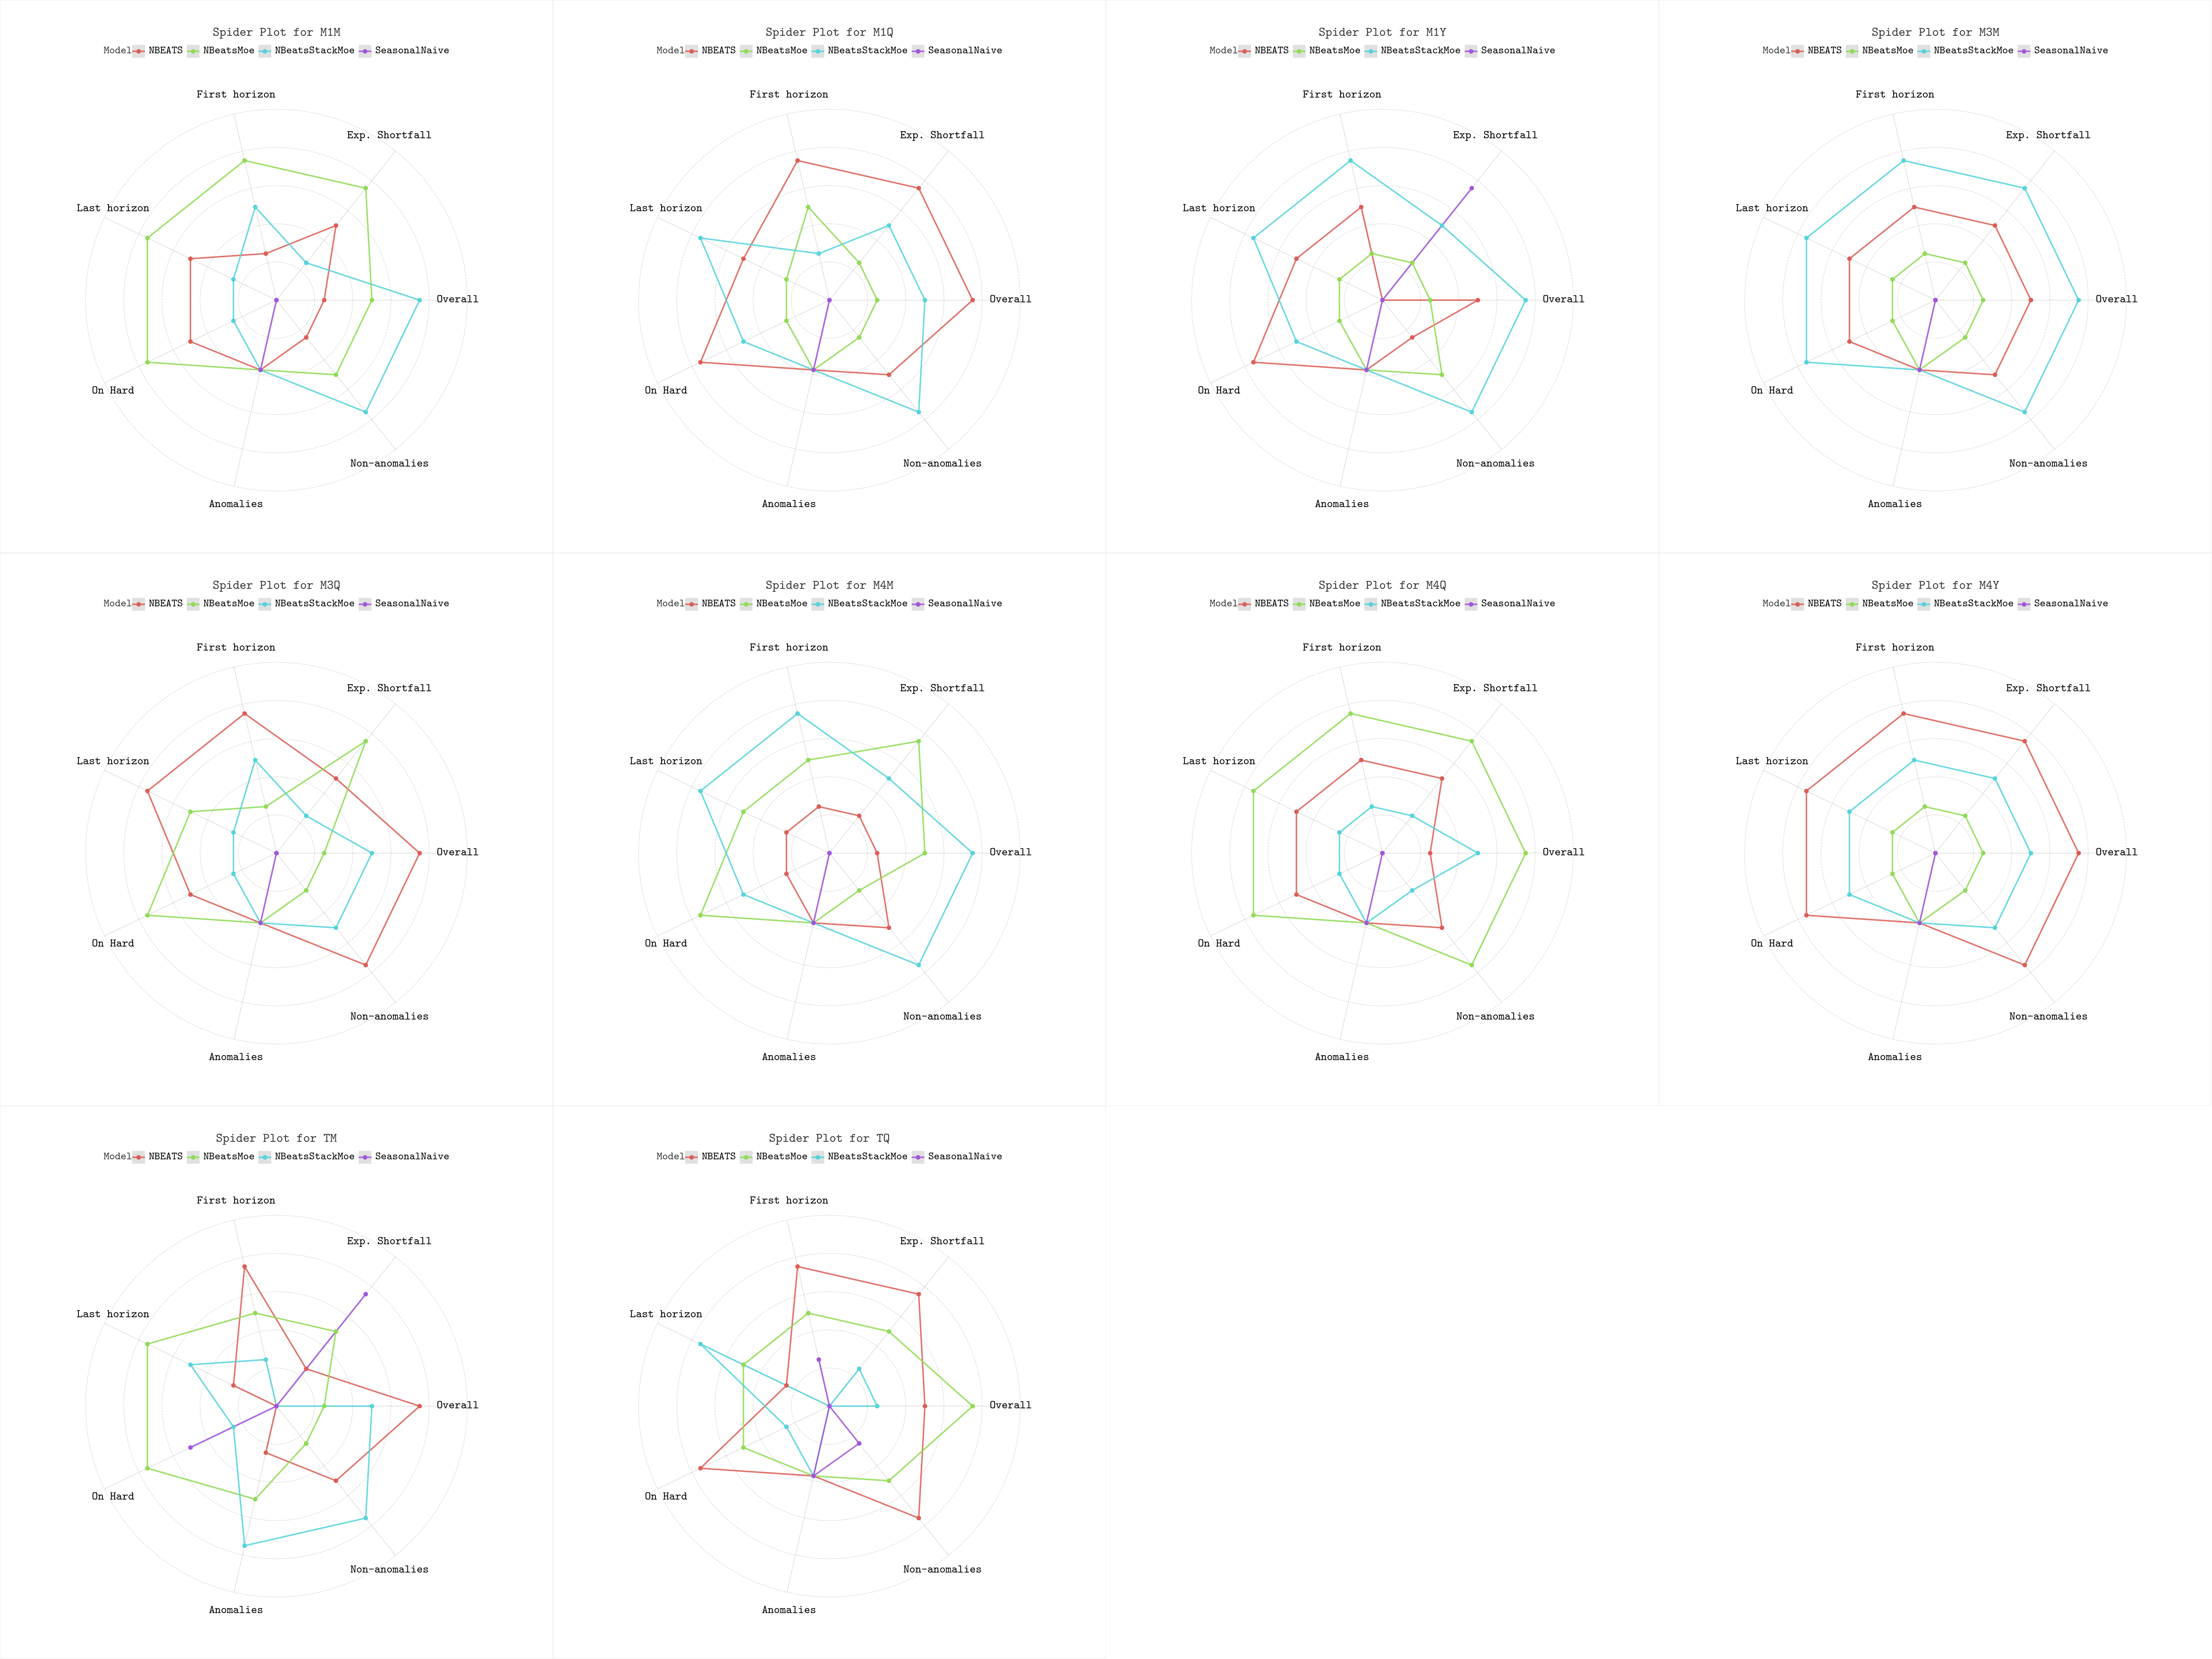 Spider Plot for M1M
Model NBEATS NBeatsMoe NBeatsStackMoe SeasonalNaive
First horizon
Exp. Shortfall
Last horizon
Overall
On Hard
Non-anomalies
Anomalies
Spider Plot for M1Q
Model NBEATS NBeatsMoe NBeatsStackMoe SeasonalNaive
First horizon
Exp. Shortfall
Last horizon
Overall
On Hard
Non-anomalies
Anomalies
Spider Plot for M1Y
Model NBEATS NBeatsMoe NBeatsStackMoe SeasonalNaive
First horizon
Exp. Shortfall
Last horizon
Overall
On Hard
Non-anomalies
Anomalies
Spider Plot for M3M
Model NBEATS NBeatsMoe NBeatsStackMoe SeasonalNaive
First horizon
Exp. Shortfall
Last horizon
Overall
On Hard
Non-anomalies
Anomalies
Spider Plot for M3Q
Model NBEATS NBeatsMoe NBeatsStackMoe SeasonalNaive
First horizon
Exp. Shortfall
Last horizon
Overall
On Hard
Non-anomalies
Anomalies
Spider Plot for M4M
Model NBEATS NBeatsMoe NBeatsStackMoe SeasonalNaive
First horizon
Exp. Shortfall
Last horizon
Overall
On Hard
Non-anomalies
Anomalies
Spider Plot for M4Q
Model NBEATS NBeatsMoe NBeatsStackMoe SeasonalNaive
First horizon
Exp. Shortfall
Last horizon
Overall
On Hard
Non-anomalies
Anomalies
Spider Plot for M4Y
Model NBEATS NBeatsMoe NBeatsStackMoe SeasonalNaive
First horizon
Exp. Shortfall
Last horizon
Overall
On Hard
Non-anomalies
Anomalies
Spider Plot for TM
Model NBEATS NBeatsMoe NBeatsStackMoe SeasonalNaive
First horizon
Exp. Shortfall
Last horizon
Overall
On Hard
Non-anomalies
Anomalies
Spider Plot for TQ
Model NBEATS NBeatsMoe NBeatsStackMoe SeasonalNaive
First horizon
Exp. Shortfall
Last horizon
Overall
On Hard
Non-anomalies
Anomalies